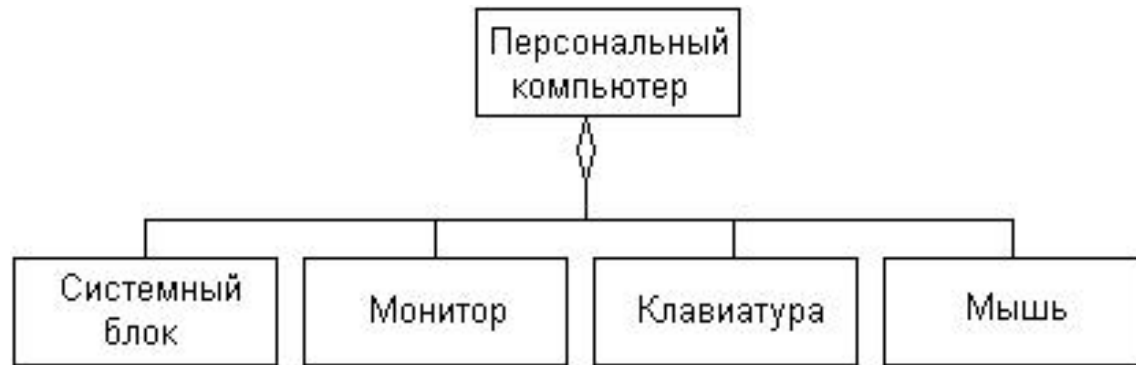 Персональный
компьютер
Системный
блок
Монитор
Клавиатура
Мышь